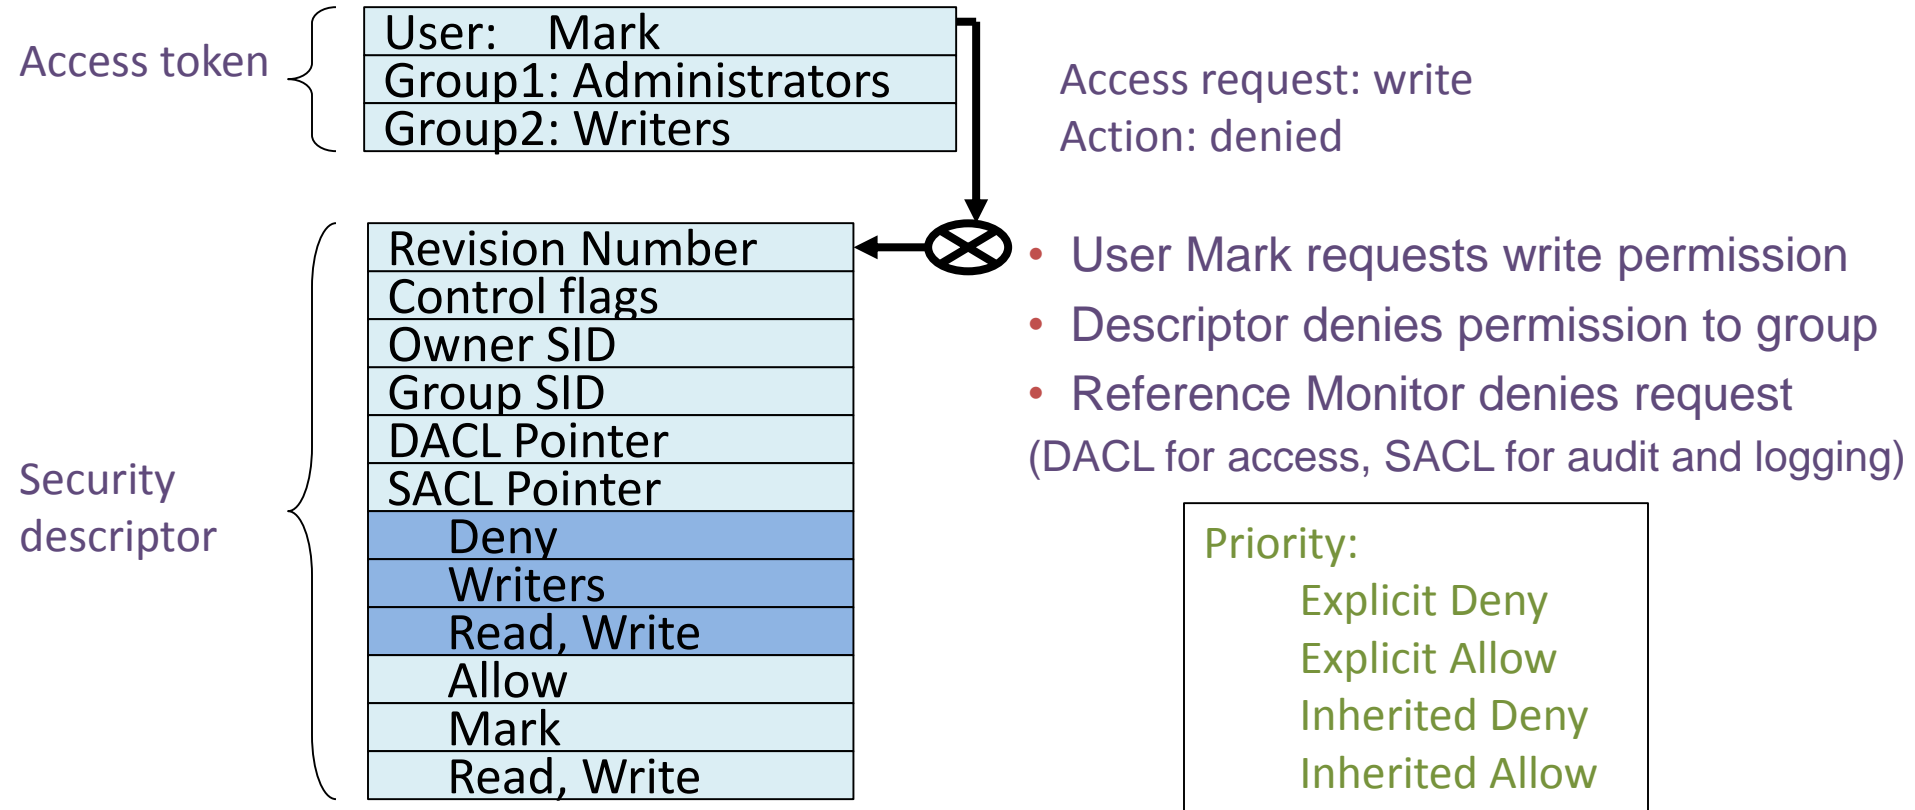 Access token
User: Mark
Group1: Administrators
Group2: Writers
Access request: write
Action: denied
Security
descriptor
Revision Number
Control flags
Owner SID
Group SID
DACL Pointer
SACL Pointer
Deny
Writers
Read, Write
Allow
Mark
Read, Write
• User Mark requests write permission
• Descriptor denies permission to group
• Reference Monitor denies request
(DACL for access, SACL for audit and logging)
Priority:
Explicit Deny
Explicit Allow
Inherited Deny
Inherited Allow